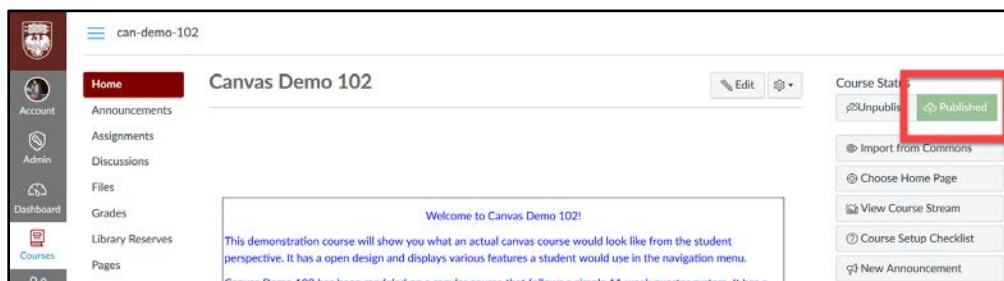 can-demo-102
Account
Admin
Dashboard
Courses
Home
Announcements
Assignments
Discussions
Files
Grades
Library Reserves
Pages
Canvas Demo 102
Edit
Welcome to Canvas Demo 102!
This demonstration course will show you what an actual canvas course would look like from the student
perspective. It has a open design and displays various features a student would use in the navigation menu.
Course Status
Unpublis
Published
Import from Commons
Choose Home Page
View Course Stream
Course Setup Checklist
New Announcement